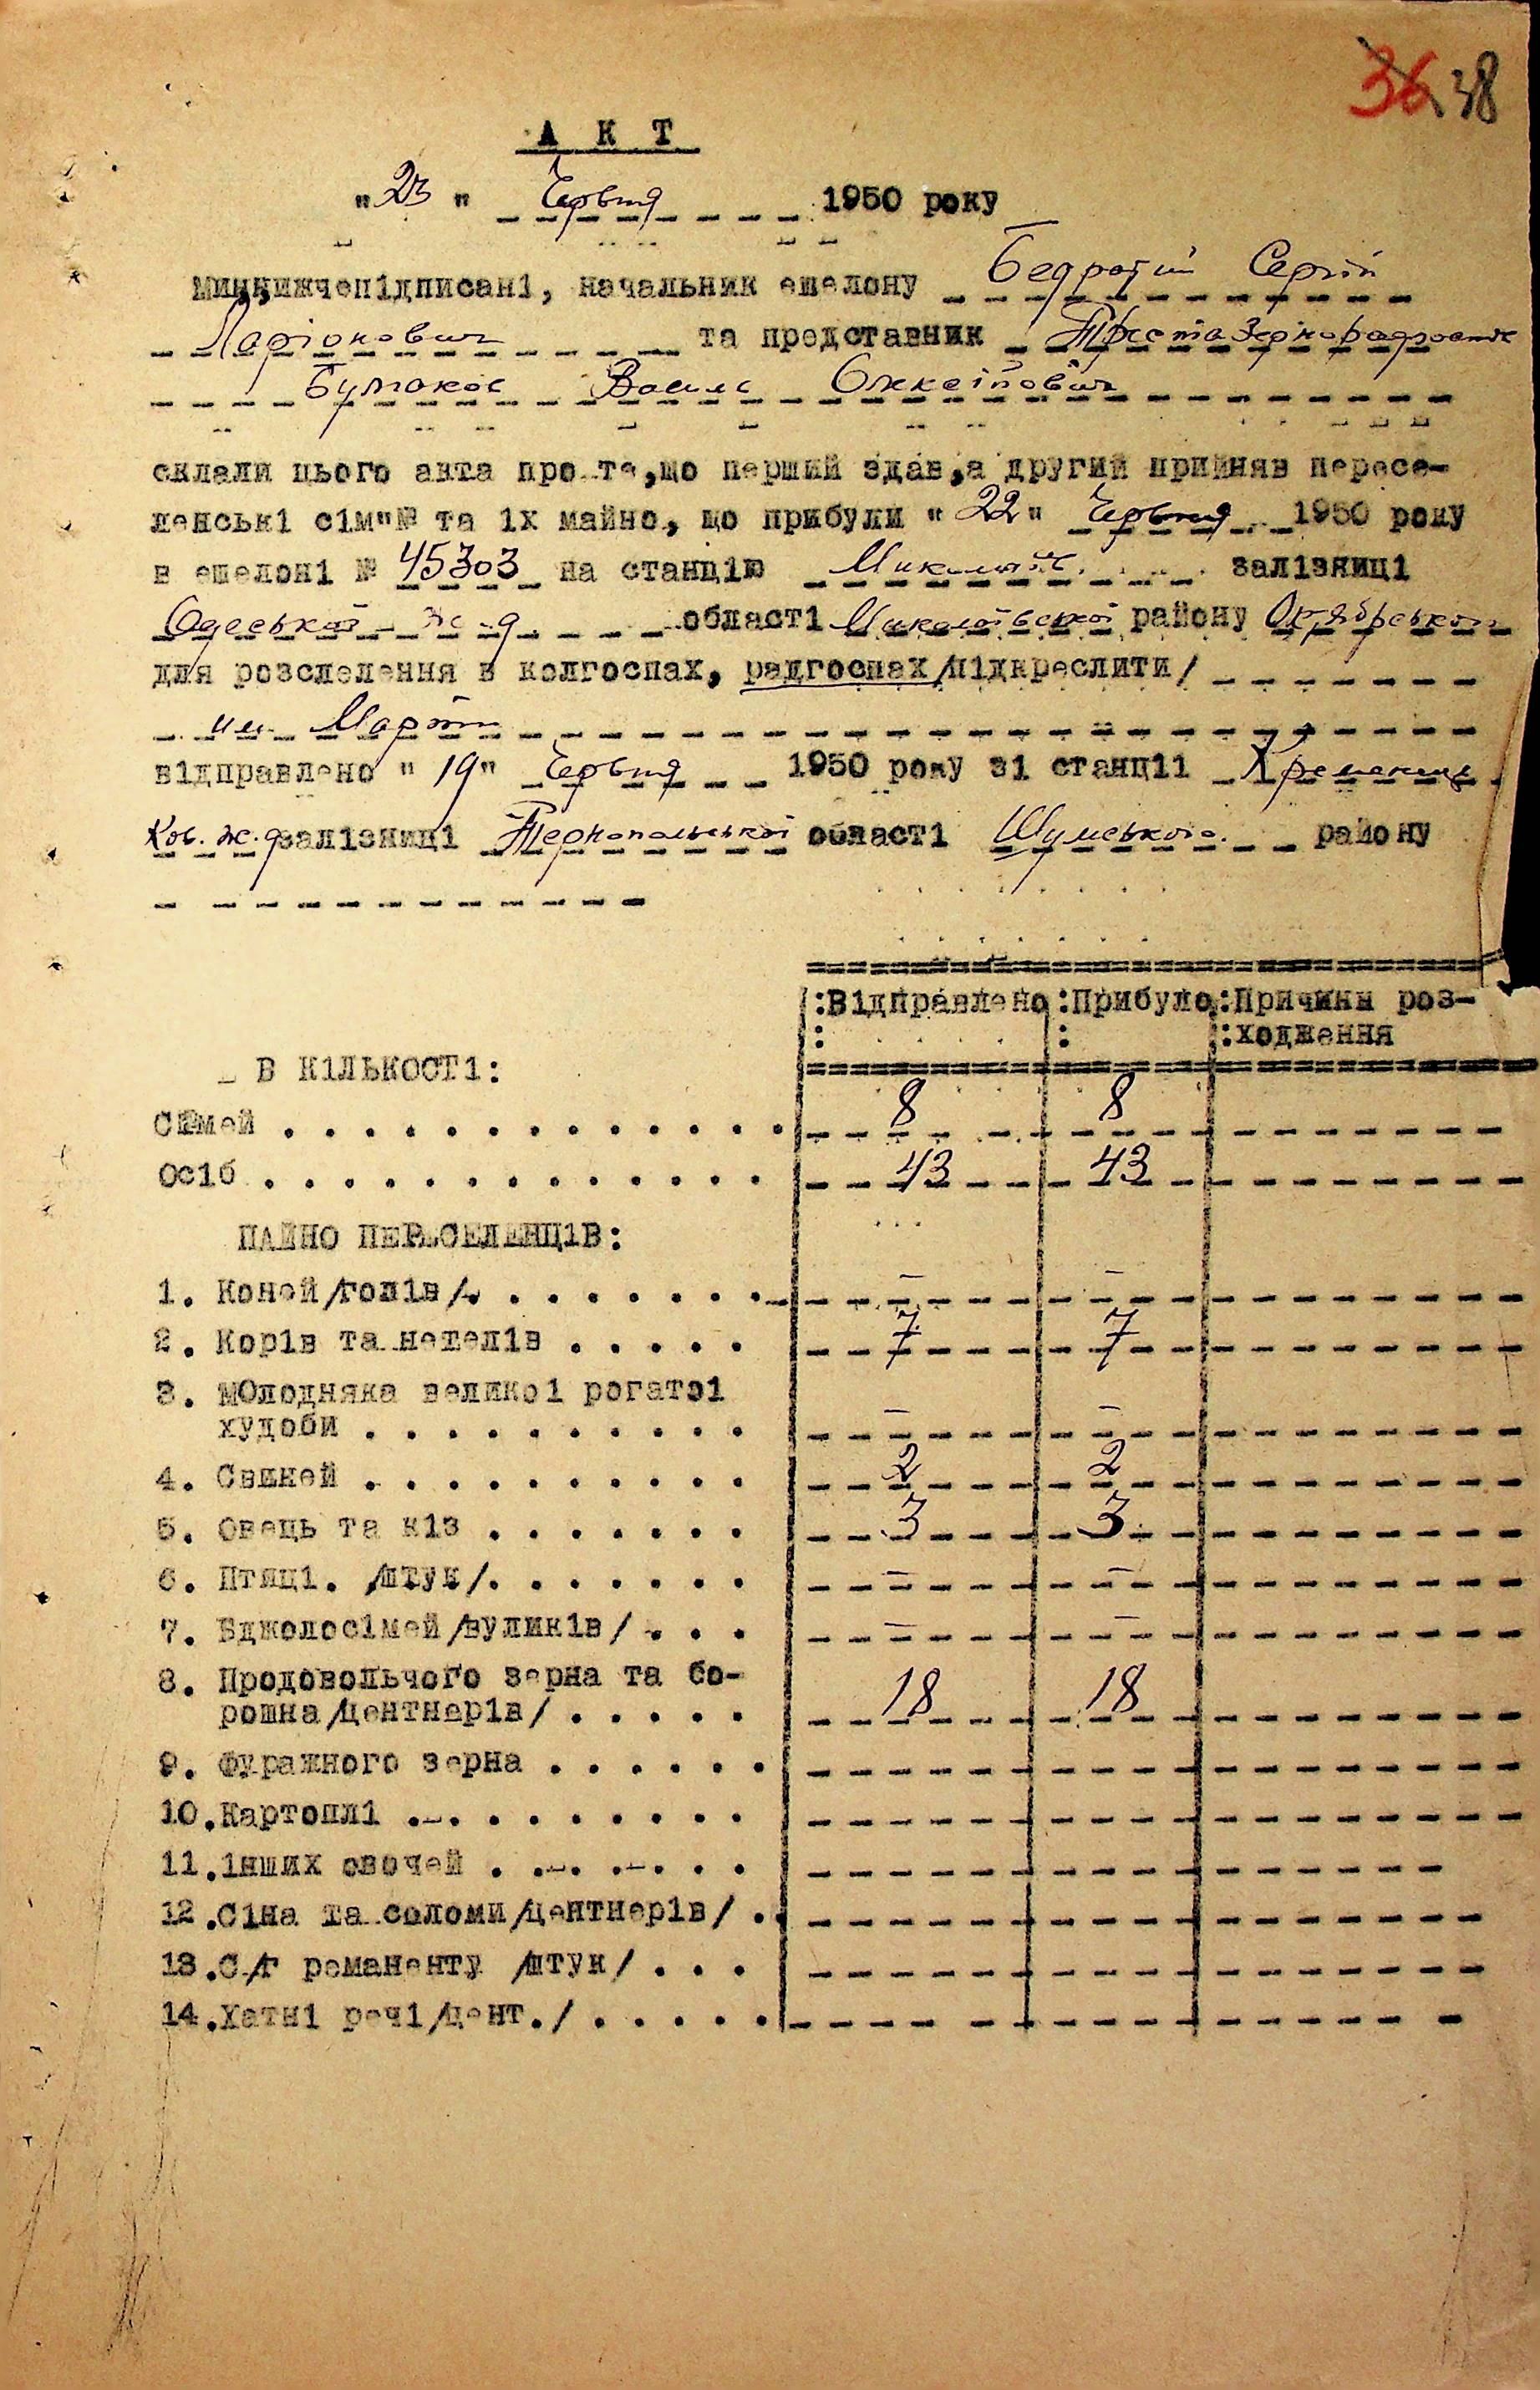 36 38
А К Т
"23" Червня 1950 року
Ми, нижчепідписані, начальник ешелону Бедратий Сергій
Ларіонович та представник Треста Зернорадгоспів
Василь
склали цього акта про те, що перший здав, а другий прийняв пересе-
ленські сім"ї та їх майно, що прибули "22" Червня 1950 року
в ешелоні № 45303 на станцію Миколаїв залізниці
Одеської ж-д області Миколаївської району Октябрського
для розселення в колгоспах, радгоспах /підкреслити/
им. Марті
відправлено "19" Червня 1950 року зі станції Кременець
Ков. ж.д залізниці Тернопольської області Шумського району
:Відправлено:Прибуло:Причини роз-
: : :ходження
В КІЛЬКОСТІ:
Сімей . . . . . . . . . . . . . 8 8
Осіб . . . . . . . . . . . . . 43 43
МАЙНО ПЕРЕСЕЛЕНЦІВ:
1. Коней /голів/. . . . . . . . — —
2. Корів та нетелів . . . . . 7 7
3. МОлодняка великої рогатої
худоби . . . . . . . . . . — —
4. Свиней . . . . . . . . . . 2 2
5. Овець та кіз . . . . . . . 3 3
6. Птиці. /штук/. . . . . . . — —
7. Бджолосімей /вуликів/ . . . — —
8. Продовольчого зерна та бо-
рошна /центнерів/ . . . . . 18 18
9. Фуражного зерна . . . . . .
10.Картоплі . . . . . . . . .
11.Інших овочей . . . . . . .
12.Сіна та соломи /центнерів/ . .
13.С/г реманенту /штук/ . . .
14.Хатні речі /цент./ . . . . .